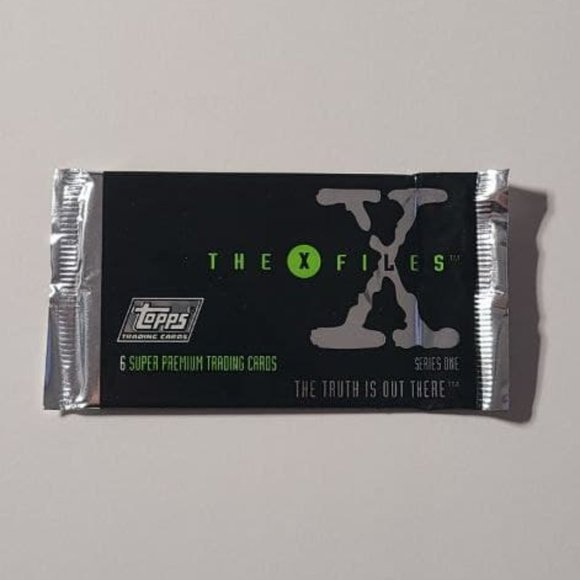 X
THE X FILES™
Topps®
TRADING CARDS
6 SUPER PREMIUM TRADING CARDS
SERIES ONE
THE TRUTH IS OUT THERE™